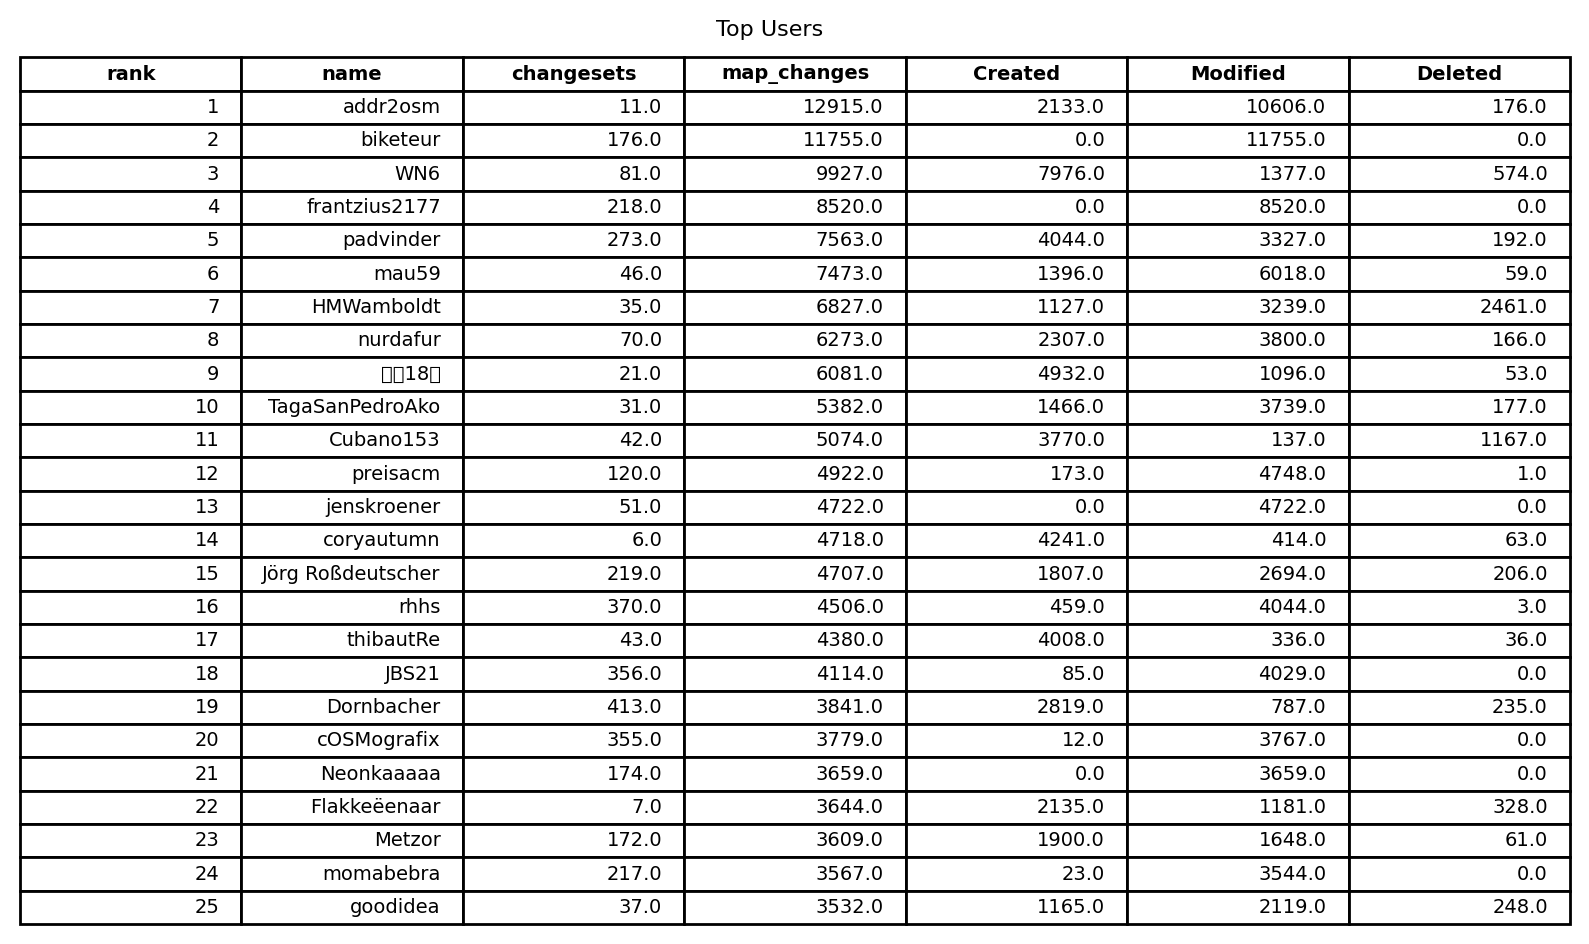 Top Users
rank name changesets map_changes Created Modified Deleted
1 addr2osm 11.0 12915.0 2133.0 10606.0 176.0
2 biketeur 176.0 11755.0 0.0 11755.0 0.0
3 WN6 81.0 9927.0 7976.0 1377.0 574.0
4 frantzius2177 218.0 8520.0 0.0 8520.0 0.0
5 padvinder 273.0 7563.0 4044.0 3327.0 192.0
6 mau59 46.0 7473.0 1396.0 6018.0 59.0
7 HMWamboldt 35.0 6827.0 1127.0 3239.0 2461.0
8 nurdafur 70.0 6273.0 2307.0 3800.0 166.0
9 18 21.0 6081.0 4932.0 1096.0 53.0
10 TagaSanPedroAko 31.0 5382.0 1466.0 3739.0 177.0
11 Cubano153 42.0 5074.0 3770.0 137.0 1167.0
12 preisacm 120.0 4922.0 173.0 4748.0 1.0
13 jenskroener 51.0 4722.0 0.0 4722.0 0.0
14 coryautumn 6.0 4718.0 4241.0 414.0 63.0
15 Jörg Roßdeutscher 219.0 4707.0 1807.0 2694.0 206.0
16 rhhs 370.0 4506.0 459.0 4044.0 3.0
17 thibautRe 43.0 4380.0 4008.0 336.0 36.0
18 JBS21 356.0 4114.0 85.0 4029.0 0.0
19 Dornbacher 413.0 3841.0 2819.0 787.0 235.0
20 cOSMografix 355.0 3779.0 12.0 3767.0 0.0
21 Neonkaaaaa 174.0 3659.0 0.0 3659.0 0.0
22 Flakkeëenaar 7.0 3644.0 2135.0 1181.0 328.0
23 Metzor 172.0 3609.0 1900.0 1648.0 61.0
24 momabebra 217.0 3567.0 23.0 3544.0 0.0
25 goodidea 37.0 3532.0 1165.0 2119.0 248.0